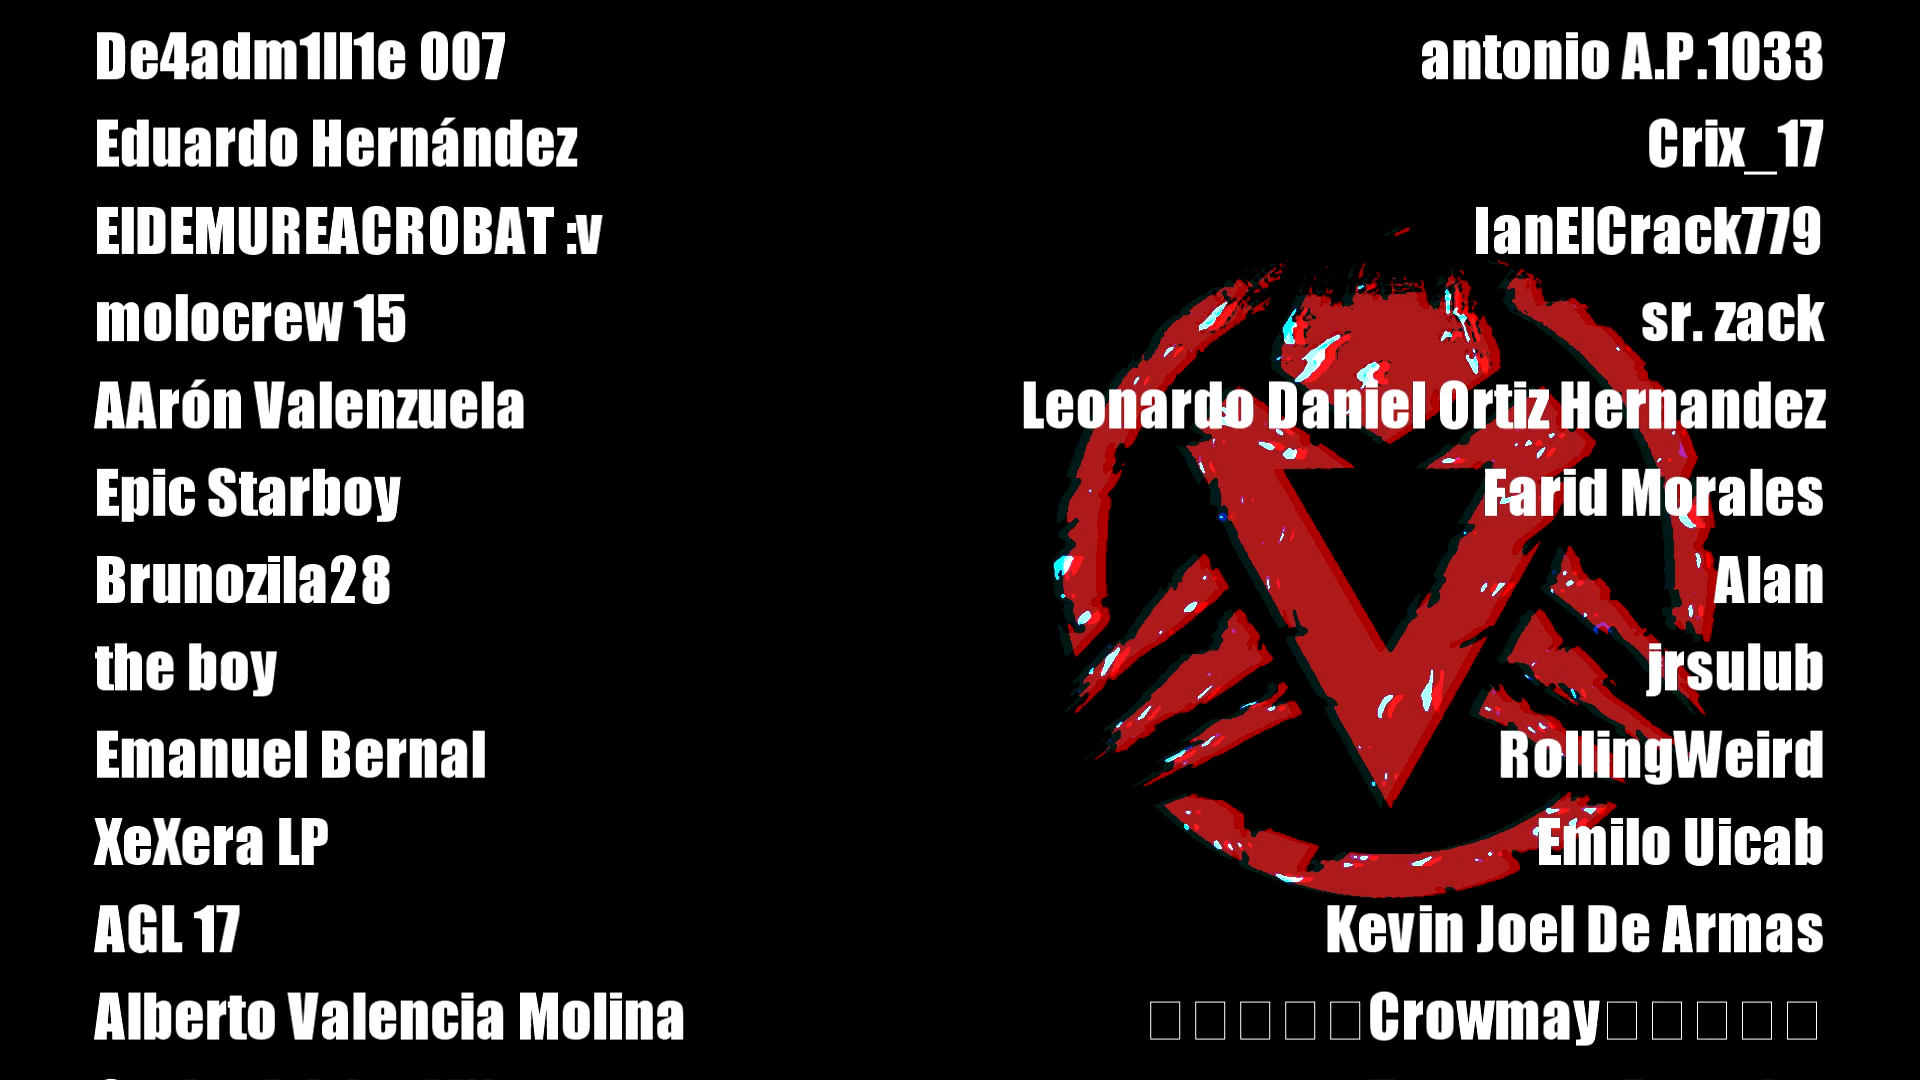 De4adm1ll1e 007
antonio A.P.1033
Eduardo Hernández
Crix_17
ElDEMUREACROBAT :v
IanElCrack779
molocrew 15
sr. zack
AArón Valenzuela
Leonardo Daniel Ortiz Hernandez
Epic Starboy
Farid Morales
Brunozila28
Alan
the boy
jrsulub
Emanuel Bernal
RollingWeird
XeXera LP
Emilo Uicab
AGL 17
Kevin Joel De Armas
Alberto Valencia Molina
□□□□□Crowmay□□□□□